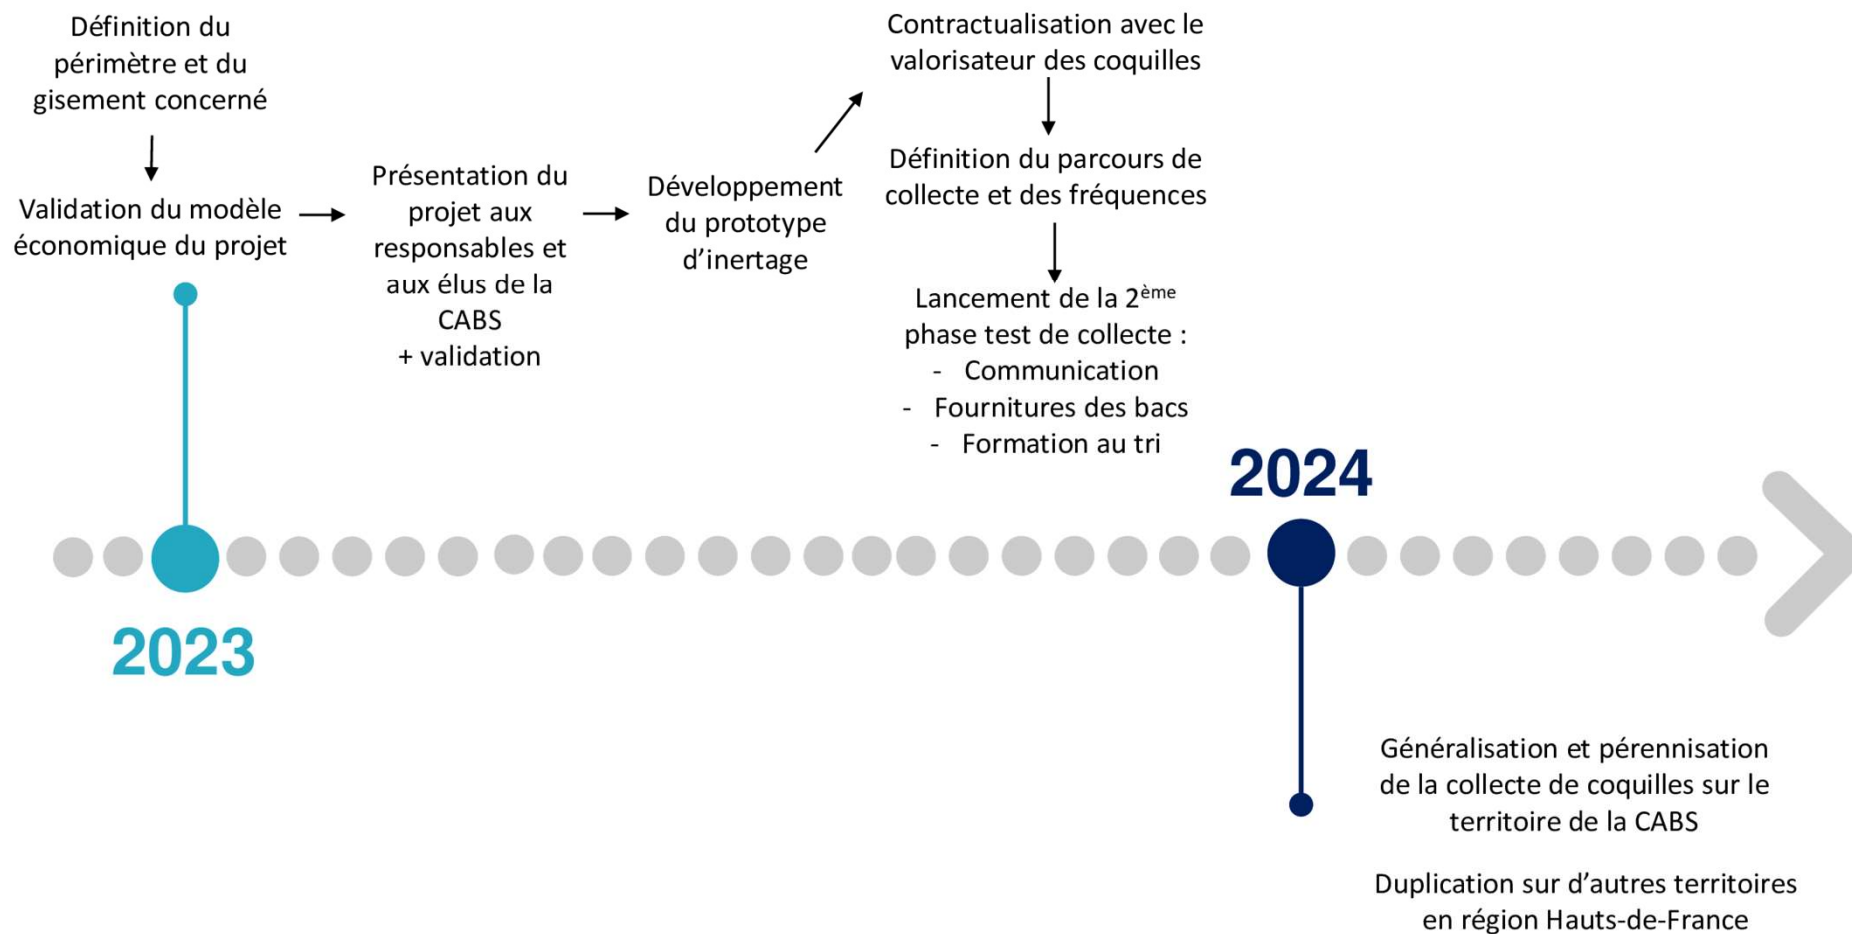 Définition du
périmètre et du
gisement concerné
Validation du modèle
économique du projet
Présentation du
projet aux
responsables et
aux élus de la
CABS
+ validation
Développement
du prototype
d’inertage
Contractualisation avec le
valorisateur des coquilles
Définition du parcours de
collecte et des fréquences
Lancement de la 2ème
phase test de collecte :
- Communication
- Fournitures des bacs
- Formation au tri
2023
2024
Généralisation et pérennisation
de la collecte de coquilles sur le
territoire de la CABS
Duplication sur d’autres territoires
en région Hauts-de-France